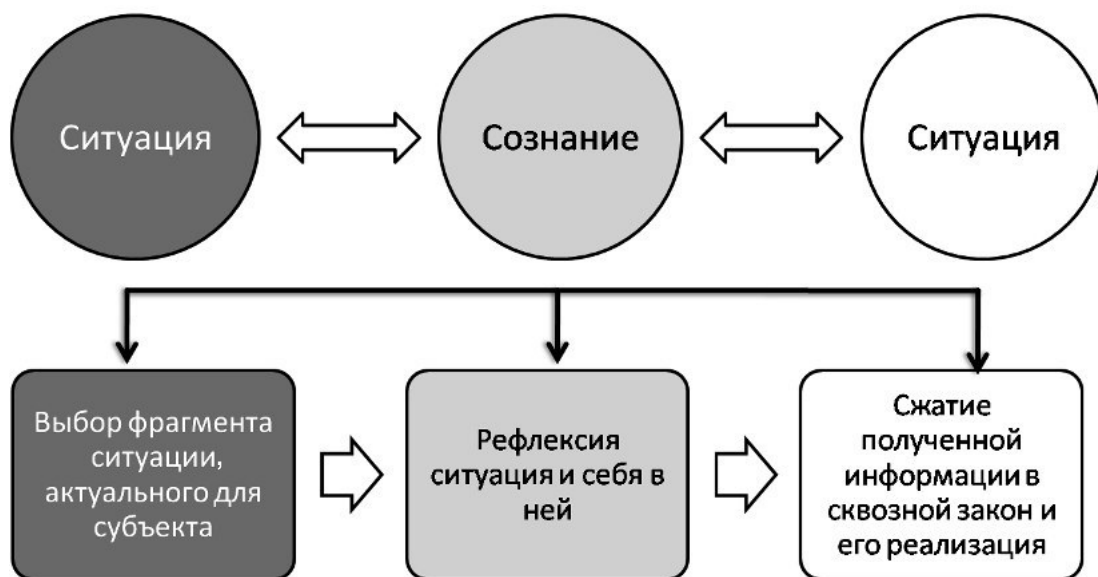 Ситуация
Сознание
Ситуация
Выбор фрагмента
ситуации,
актуального для
субъекта
Рефлексия
ситуация и себя в
ней
Сжатие
полученной
информации в
сквозной закон и
его реализация